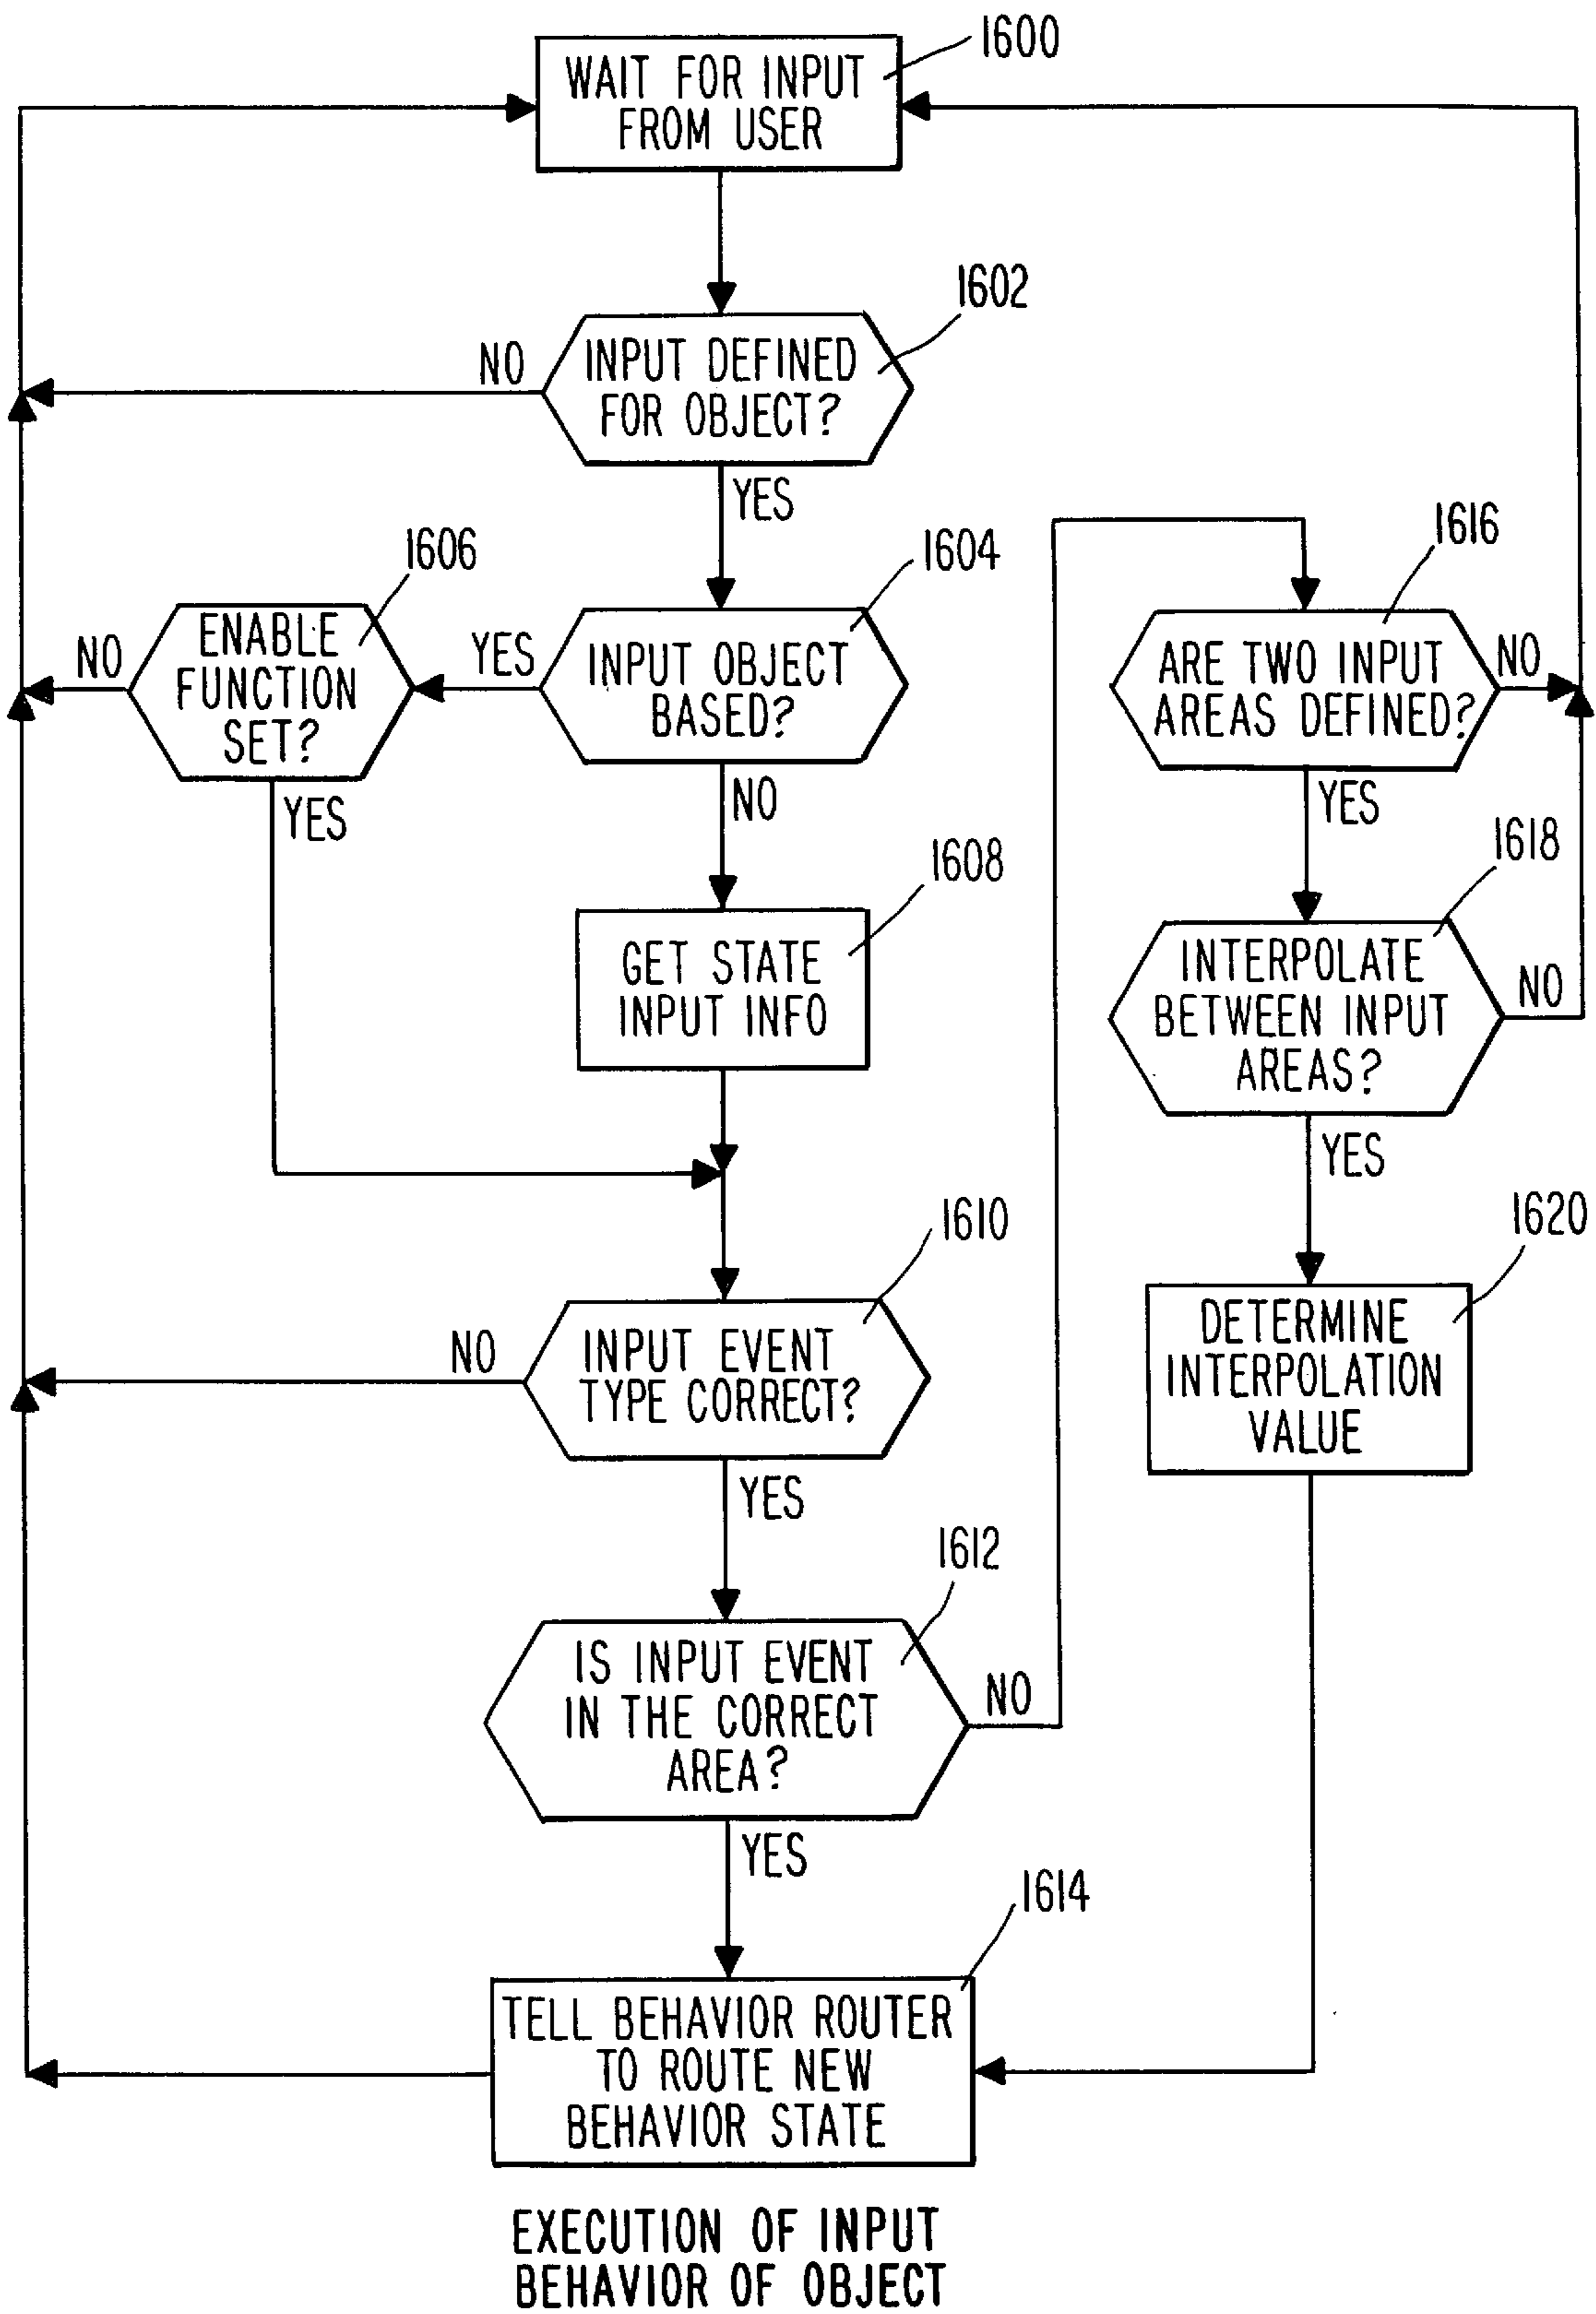 1600
WAIT FOR INPUT
FROM USER
1602
INPUT DEFINED
FOR OBJECT?
NO
YES
1604
INPUT OBJECT
BASED?
YES
NO
1606
ENABLE
FUNCTION
SET?
NO
YES
1608
GET STATE
INPUT INFO
1610
INPUT EVENT
TYPE CORRECT?
NO
YES
1612
IS INPUT EVENT
IN THE CORRECT
AREA?
NO
YES
1614
TELL BEHAVIOR ROUTER
TO ROUTE NEW
BEHAVIOR STATE
1616
ARE TWO INPUT
AREAS DEFINED?
NO
YES
1618
INTERPOLATE
BETWEEN INPUT
AREAS?
NO
YES
1620
DETERMINE
INTERPOLATION
VALUE
EXECUTION OF INPUT
BEHAVIOR OF OBJECT